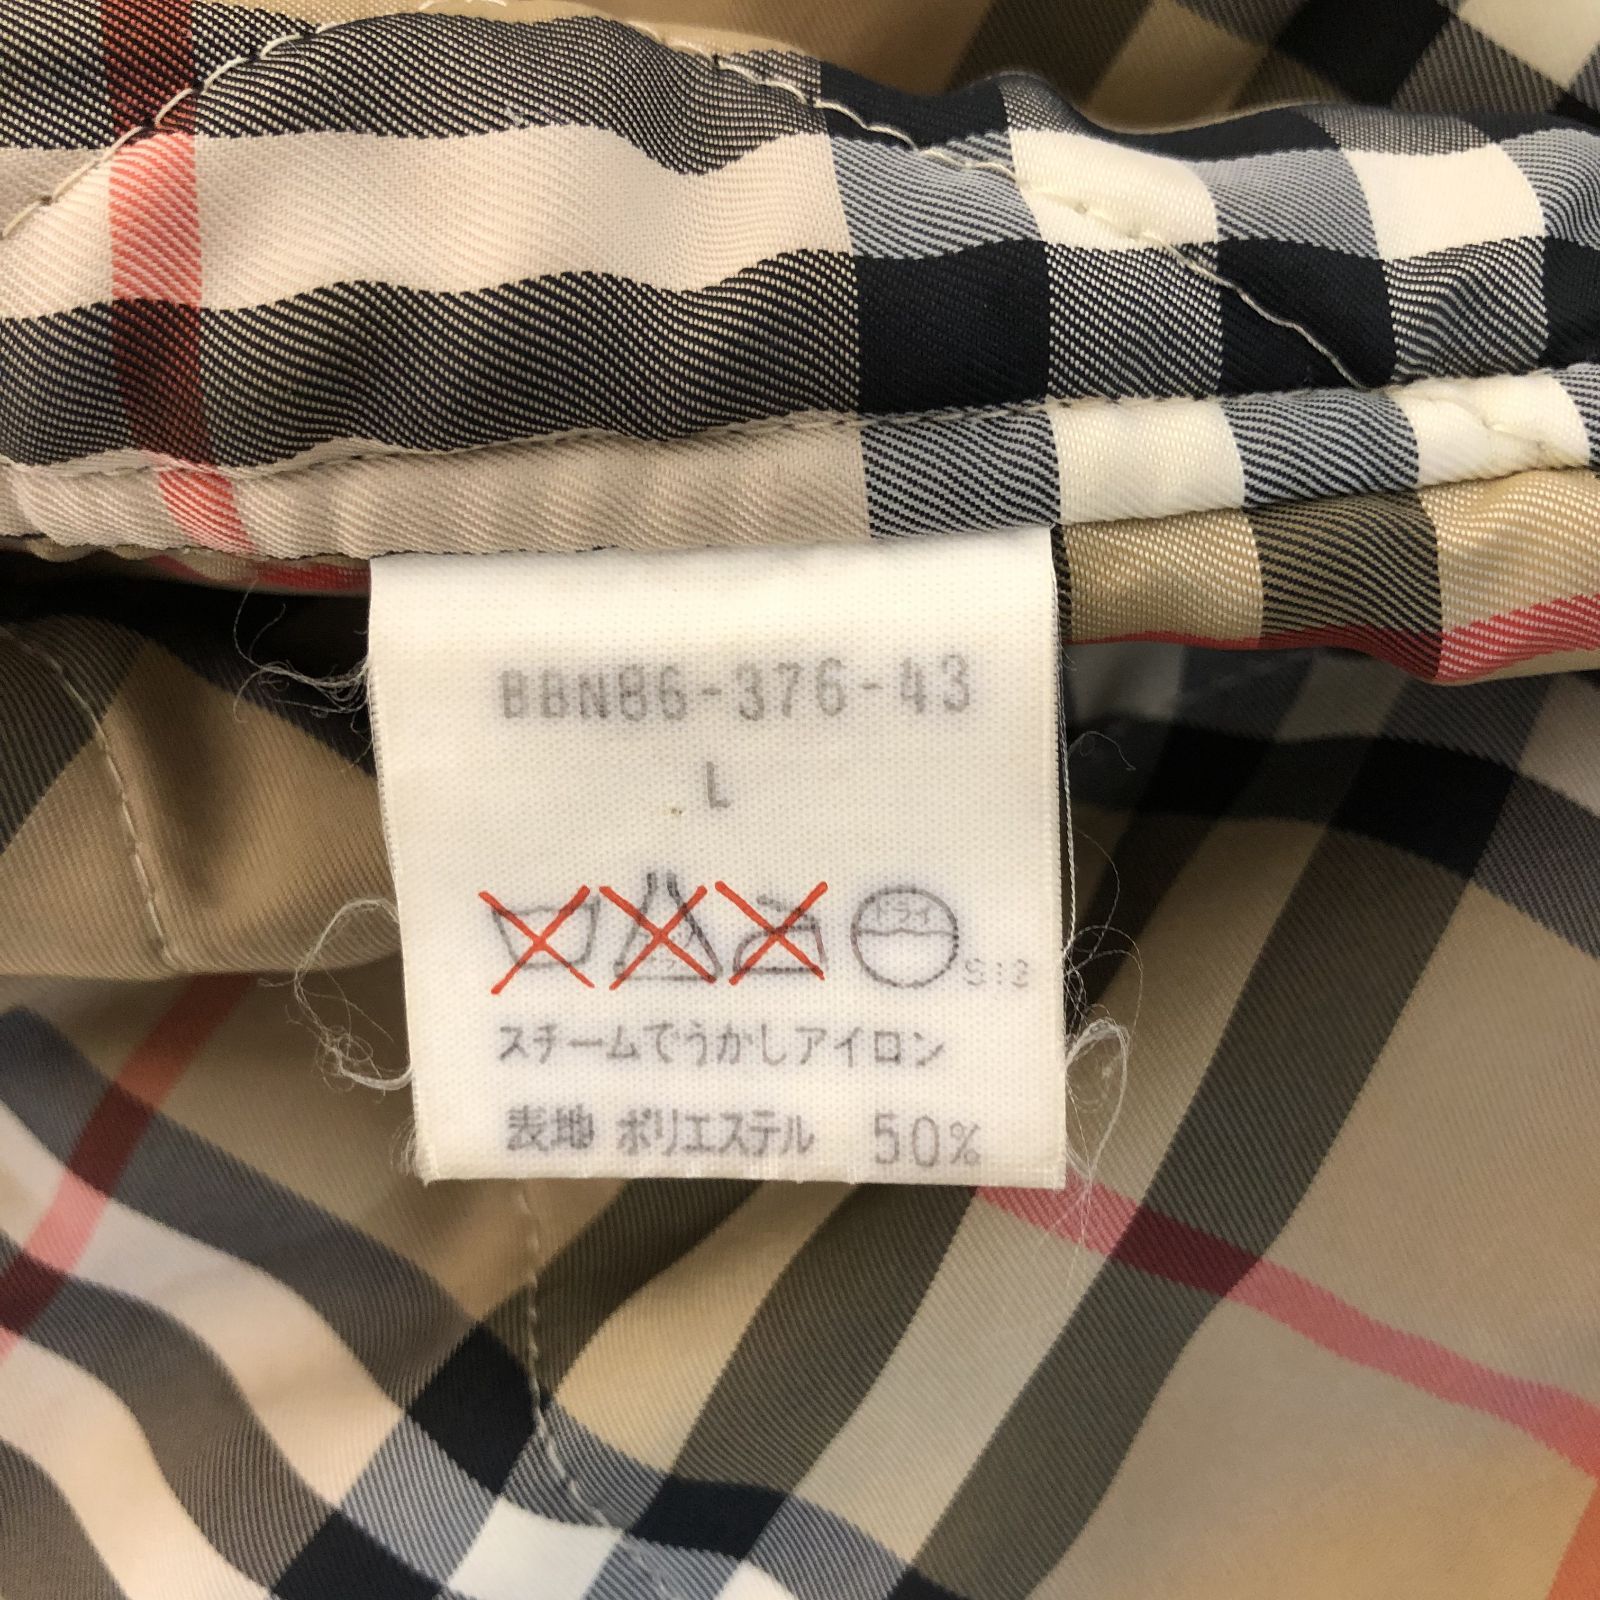 BBN86-376-43
L
ドライ
S:2
スチームでうかしアイロン
表地 ポリエステル 50%